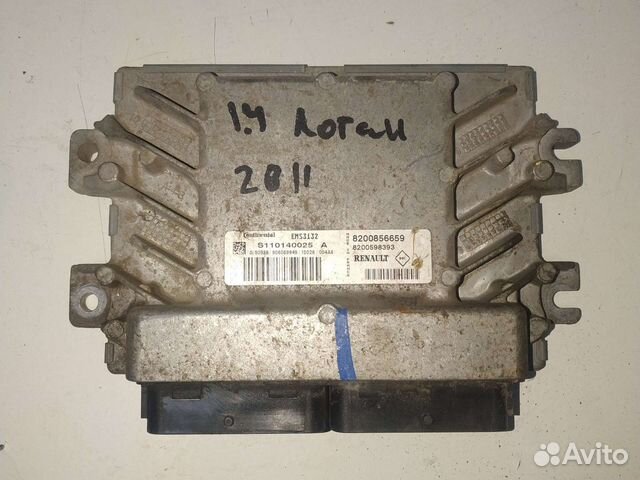 1.4 Логан
2011
Continental EMS3132
S110140025 A
8200856659
8200598393
RENAULT
Avito